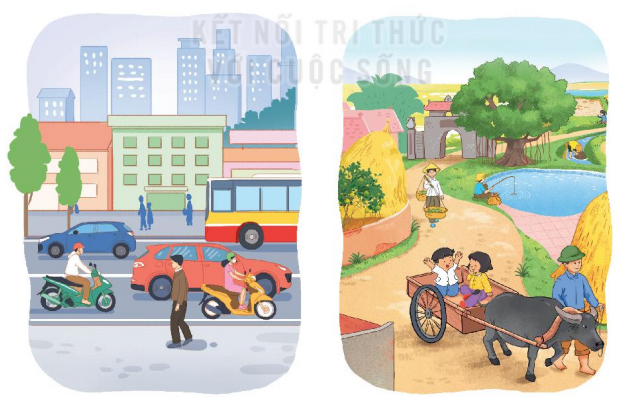 KẾT NỐI TRI THỨC
VỚI CUỘC SỐNG